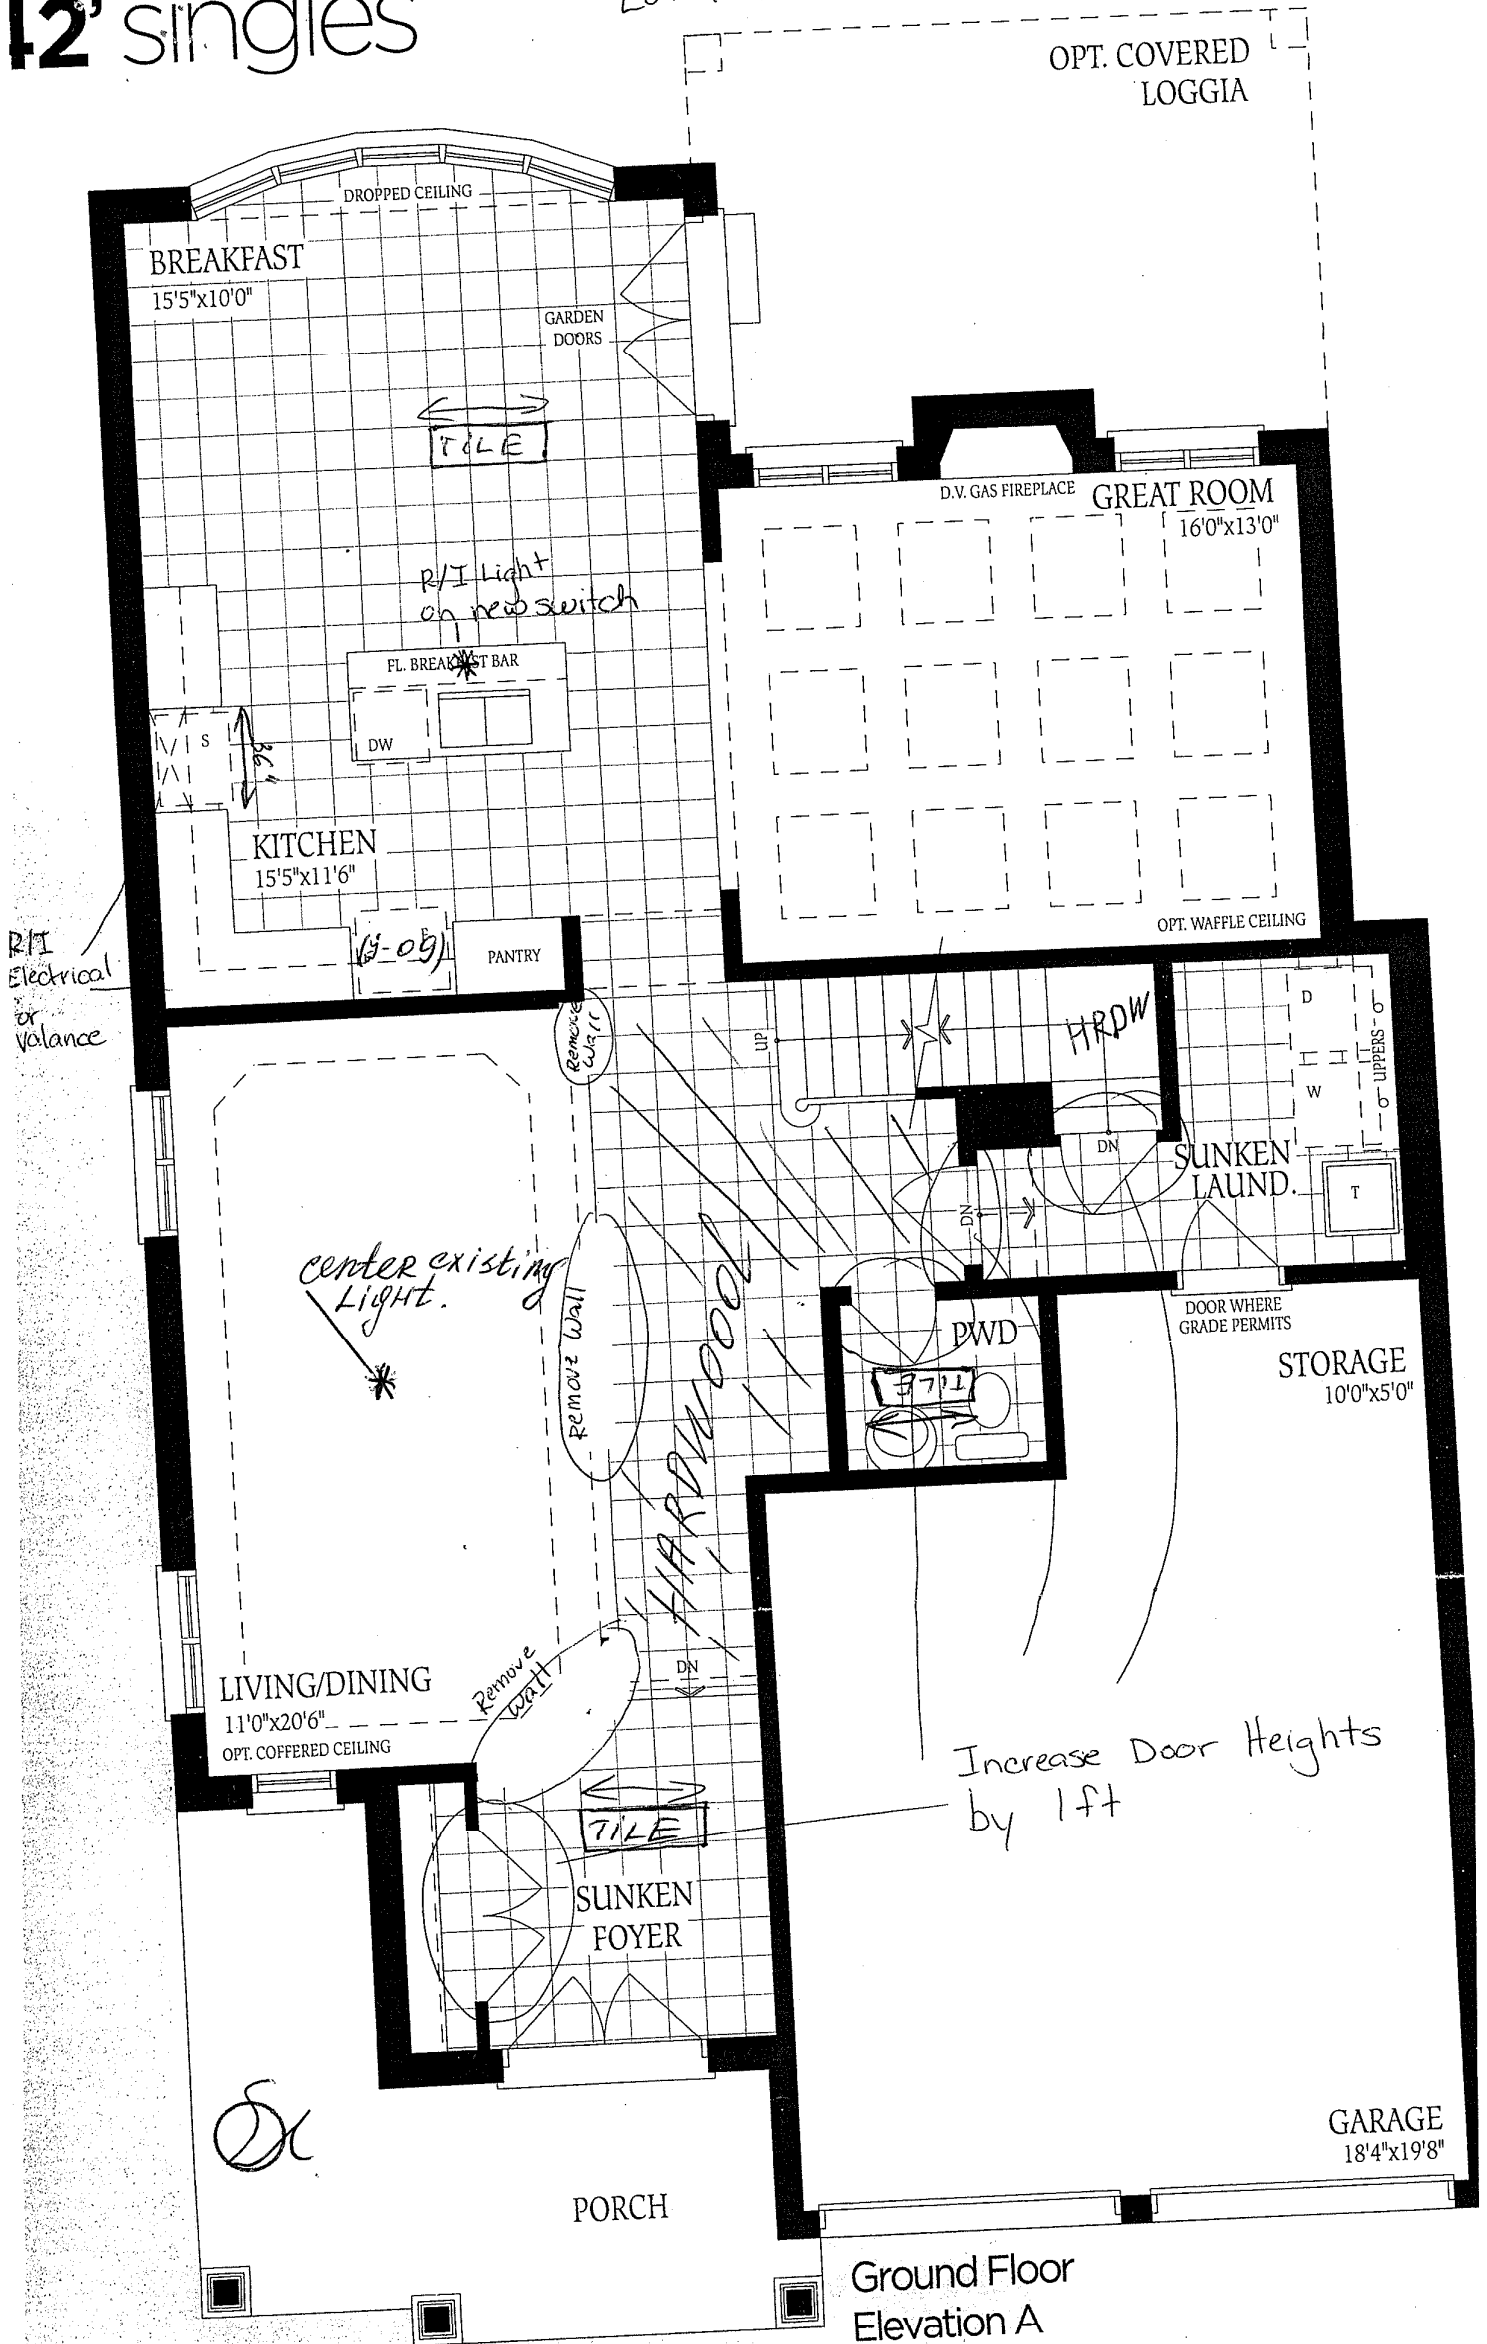 42' singles
OPT. COVERED
LOGGIA
DROPPED CEILING
BREAKFAST
15'5"x10'0"
GARDEN
DOORS
TILE
D.V. GAS FIREPLACE
GREAT ROOM
16'0"x13'0"
R/I Light
on new switch
FL. BREAKFAST BAR
DW
S
36"
KITCHEN
15'5"x11'6"
OPT. WAFFLE CEILING
PANTRY
R/I
Electrical
or
Valance
Remove
Wall
UP
HRDW
D
W
UPPERS
DN
SUNKEN
LAUND.
T
DN
center existing
Light.
Remove Wall
HARDWOOD
PWD
TILE
DOOR WHERE
GRADE PERMITS
STORAGE
10'0"x5'0"
DN
Remove
Wall
LIVING/DINING
11'0"x20'6"
OPT. COFFERED CEILING
Increase Door Heights
by 1ft
TILE
SUNKEN
FOYER
GARAGE
18'4"x19'8"
PORCH
Ground Floor
Elevation A